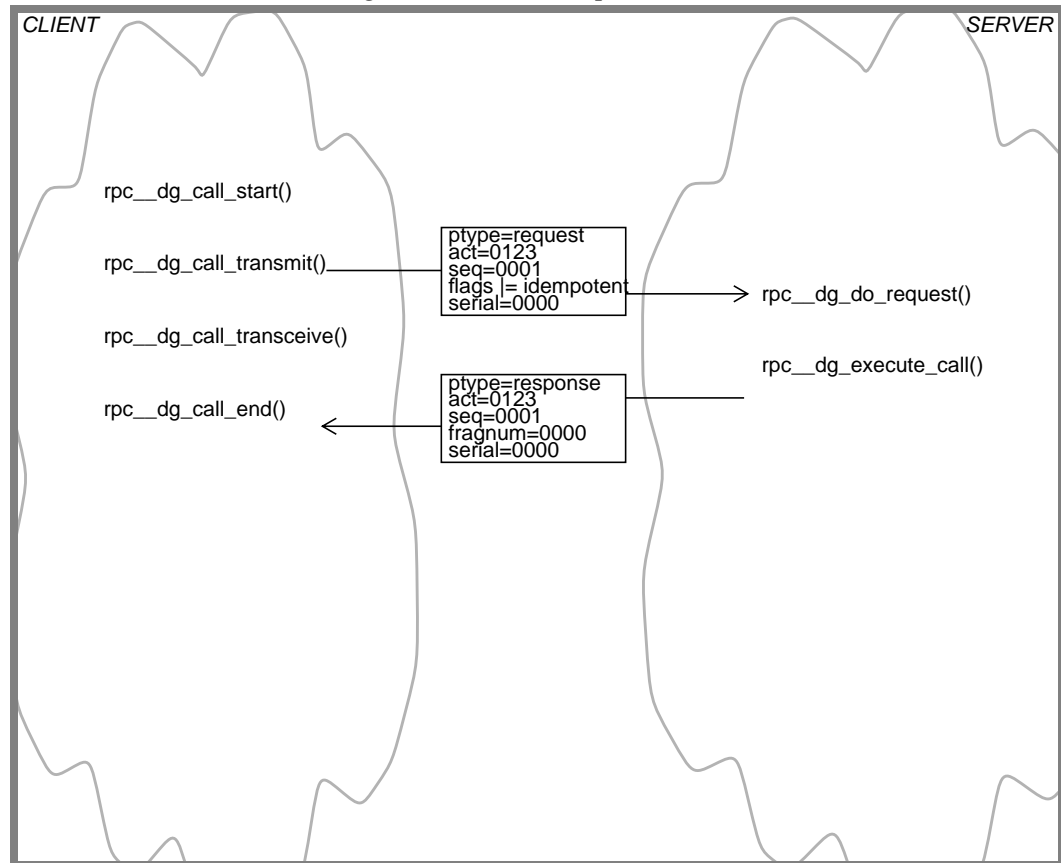 CLIENT
SERVER
rpc__dg_call_start()
rpc__dg_call_transmit()
rpc__dg_call_transceive()
rpc__dg_call_end()
ptype=request
act=0123
seq=0001
flags |= idempotent
serial=0000
ptype=response
act=0123
seq=0001
fragnum=0000
serial=0000
rpc__dg_do_request()
rpc__dg_execute_call()